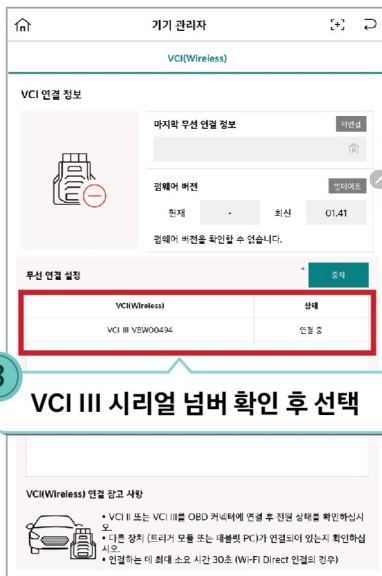 기기 관리자
VCI(Wireless)
VCI 연결 정보
마지막 무선 연결 정보
재연결
펌웨어 버전
업데이트
현재 - 최신 01.41
펌웨어 버전을 확인할 수 없습니다.
무선 연결 설정
중지
VCI(Wireless) 상태
VCI III VBW00494 연결 중
3
VCI III 시리얼 넘버 확인 후 선택
VCI(Wireless) 연결 참고 사항
• VCI II 또는 VCI III를 OBD 커넥터에 연결 후 전원 상태를 확인하십시
오.
• 다른 장치 (트리거 모듈 또는 태블릿 PC)가 연결되어 있는지 확인하십
시오.
• 연결하는 데 최대 소요 시간 30초 (Wi-Fi Direct 연결의 경우)